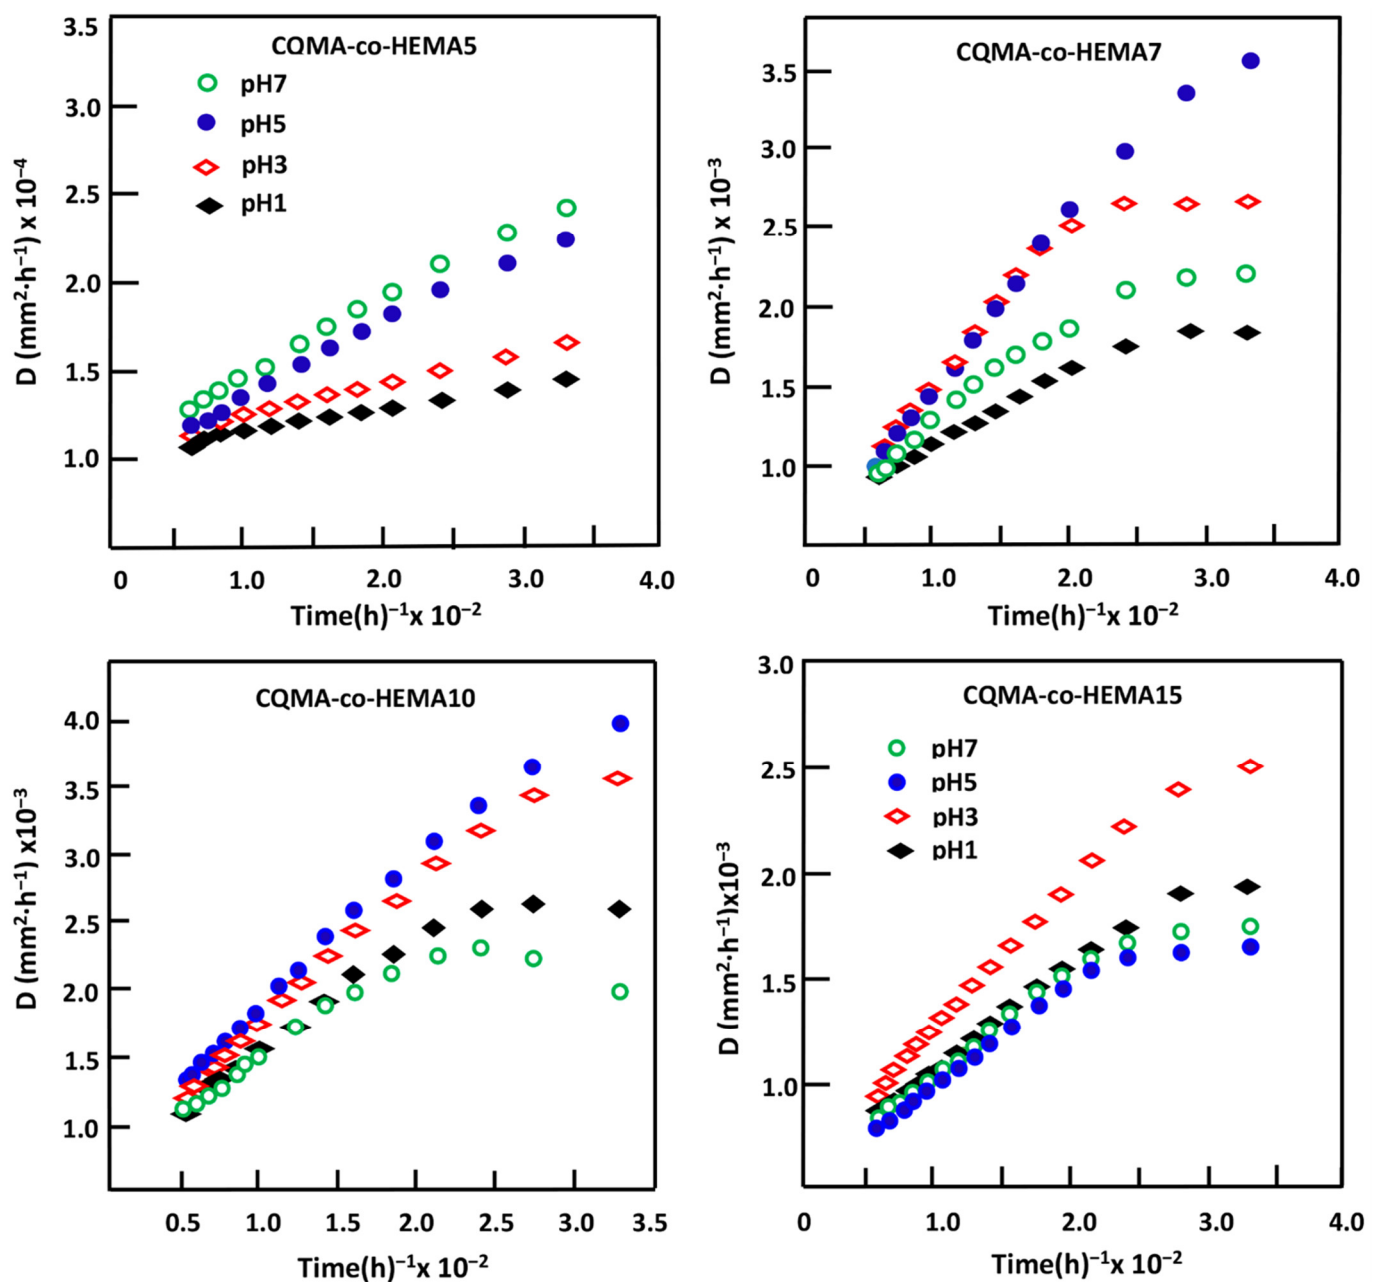 CQMA-co-HEMA5
pH7
pH5
pH3
pH1
3.5
3.0
2.5
2.0
1.5
1.0
D (mm²·h⁻¹) x 10⁻⁴
0 1.0 2.0 3.0 4.0
Time(h)⁻¹x 10⁻²
CQMA-co-HEMA7
3.5
3.0
2.5
2.0
1.5
1.0
D (mm²·h⁻¹) x 10⁻³
0 1.0 2.0 3.0 4.0
Time(h)⁻¹x 10⁻²
CQMA-co-HEMA10
4.0
3.5
3.0
2.5
2.0
1.5
1.0
D (mm²·h⁻¹) x10⁻³
0.5 1.0 1.5 2.0 2.5 3.0 3.5
Time(h)⁻¹x 10⁻²
CQMA-co-HEMA15
pH7
pH5
pH3
pH1
3.0
2.5
2.0
1.5
1.0
D (mm²·h⁻¹)x10⁻³
0 1.0 2.0 3.0 4.0
Time(h)⁻¹x 10⁻²